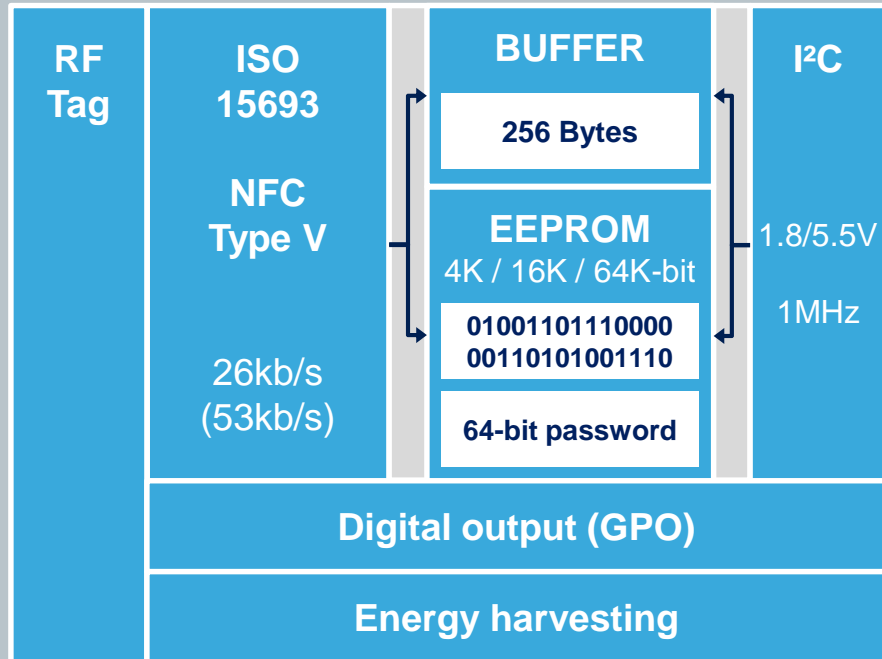 RF
Tag
ISO
15693
NFC
Type V
26kb/s
(53kb/s)
BUFFER
256 Bytes
EEPROM
4K / 16K / 64K-bit
01001101110000
00110101001110
64-bit password
I²C
1.8/5.5V
1MHz
Digital output (GPO)
Energy harvesting